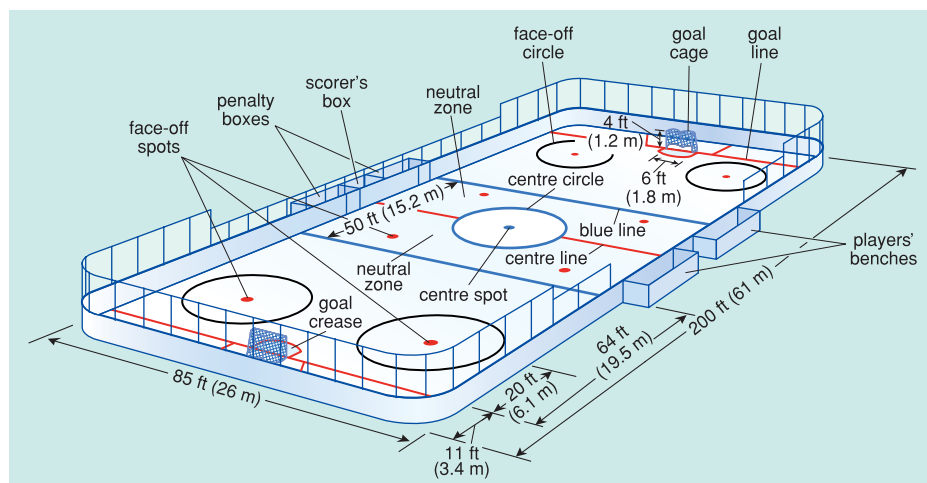 face-off
circle
goal
cage
goal
line
scorer's
box
neutral
zone
penalty
boxes
face-off
spots
4 ft
(1.2 m)
6 ft
(1.8 m)
centre circle
50 ft (15.2 m)
blue line
centre line
neutral
zone
centre spot
players'
benches
goal
crease
200 ft (61 m)
64 ft
(19.5 m)
20 ft
(6.1 m)
85 ft (26 m)
11 ft
(3.4 m)